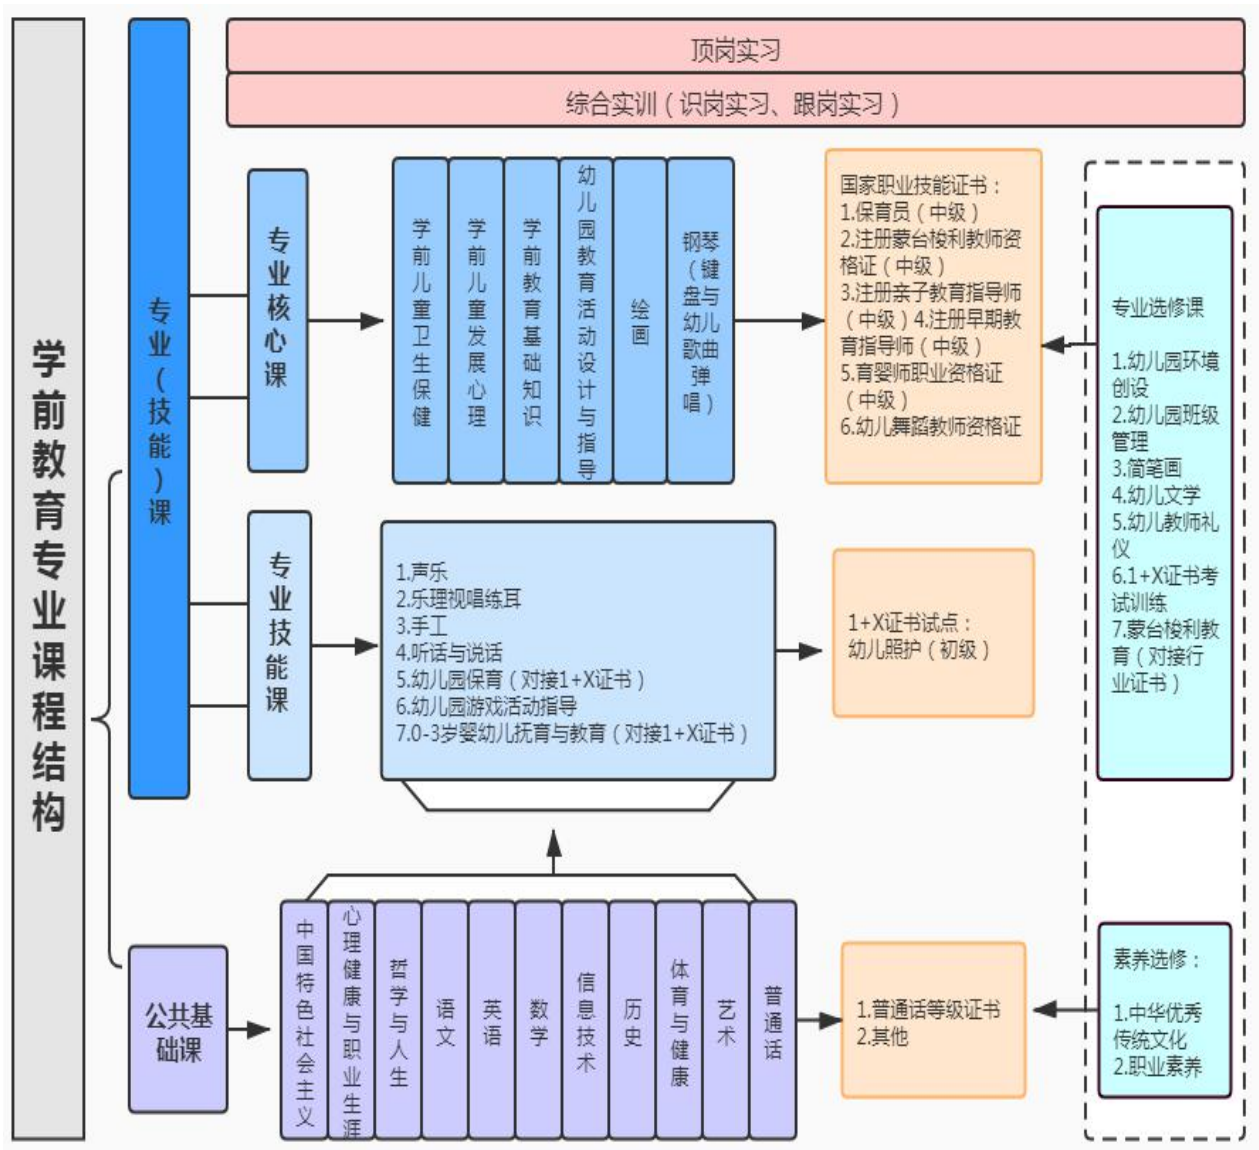 学前教育专业课程结构
专业(技能)课
顶岗实习
综合实训(识岗实习、跟岗实习)
专业核心课
学前儿童卫生保健
学前儿童发展心理
学前教育基础知识
幼儿园教育活动设计与指导
绘画
钢琴
(键
盘与
幼儿
歌曲
弹
唱)
国家职业技能证书:
1.保育员(中级)
2.注册蒙台梭利教师资
格证(中级)
3.注册亲子教育指导师
(中级)4.注册早期教
育指导师(中级)
5.育婴师职业资格证
(中级)
6.幼儿舞蹈教师资格证
专业选修课
1.幼儿园环境
创设
2.幼儿园班级
管理
3.简笔画
4.幼儿文学
5.幼儿教师礼
仪
6.1+X证书考
试训练
7.蒙台梭利教
育(对接行
业证书)
专业技能课
1.声乐
2.乐理视唱练耳
3.手工
4.听话与说话
5.幼儿园保育(对接1+X证书)
6.幼儿园游戏活动指导
7.0-3岁婴幼儿抚育与教育(对接1+X证书)
1+X证书试点:
幼儿照护(初级)
公共基
础课
中国特色社会主义
心理健康与职业生涯
哲学与人生
语文
英语
数学
信息技术
历史
体育与健康
艺术
普通话
1.普通话等级证书
2.其他
素养选修:
1.中华优秀
传统文化
2.职业素养